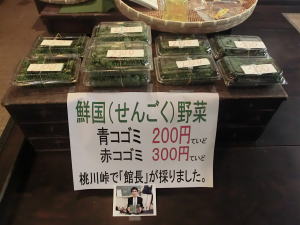 鮮国(せんごく)野菜
青コゴミ 200円ていど
赤コゴミ 300円ていど
桃川峠で「館長」が採りました。